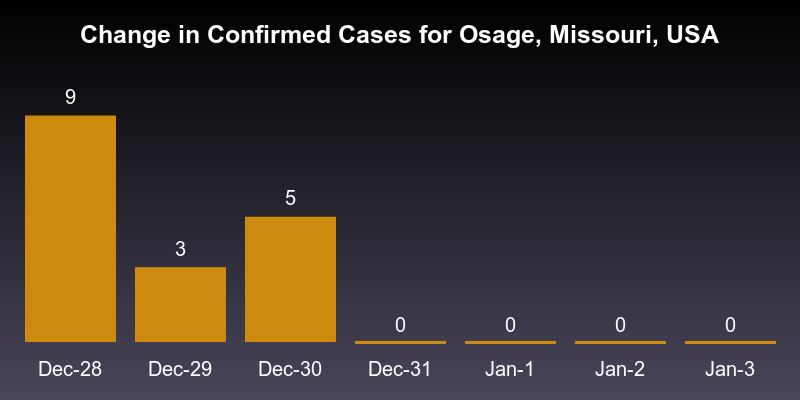 Change in Confirmed Cases for Osage, Missouri, USA
9
3
5
0
0
0
0
Dec-28
Dec-29
Dec-30
Dec-31
Jan-1
Jan-2
Jan-3